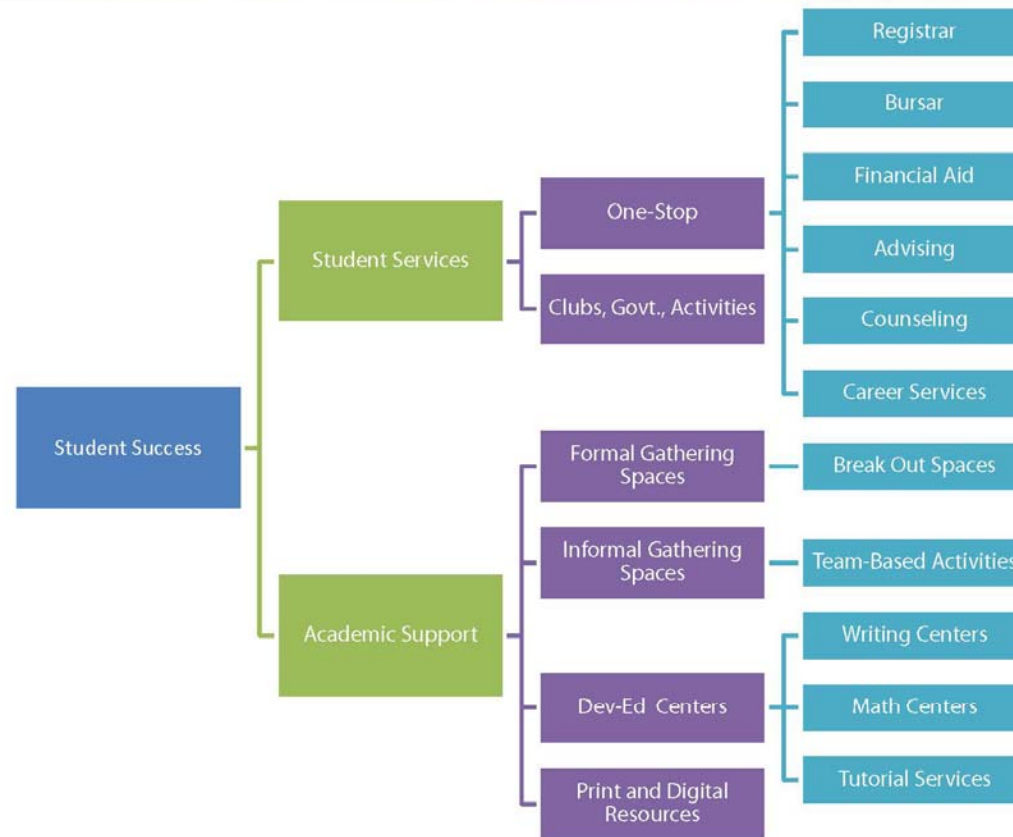 Student Success
Student Services
Academic Support
One-Stop
Clubs, Govt., Activities
Formal Gathering
Spaces
Informal Gathering
Spaces
Dev-Ed Centers
Print and Digital
Resources
Registrar
Bursar
Financial Aid
Advising
Counseling
Career Services
Break Out Spaces
Team-Based Activities
Writing Centers
Math Centers
Tutorial Services